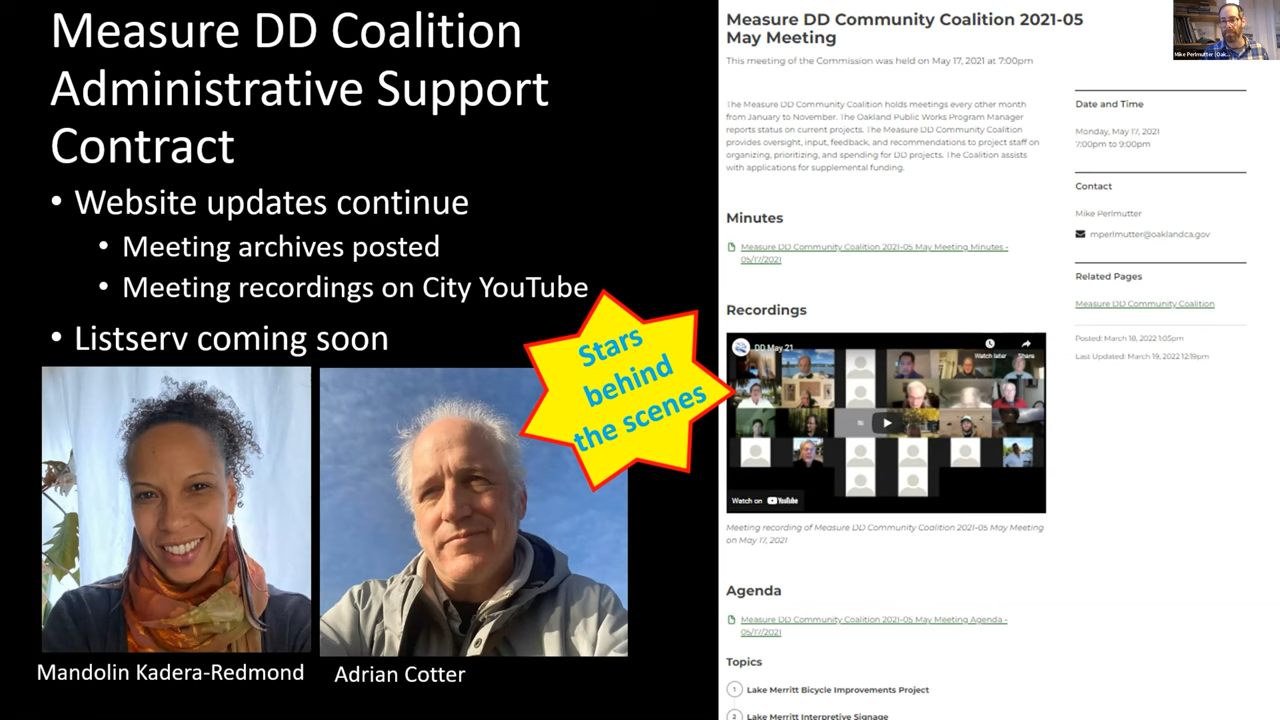 Measure DD Coalition
Administrative Support
Contract
• Website updates continue
• Meeting archives posted
• Meeting recordings on City YouTube
• Listserv coming soon
Stars
behind
the scenes
Mandolin Kadera-Redmond
Adrian Cotter
Measure DD Community Coalition 2021-05
May Meeting
This meeting of the Commission was held on May 17, 2021 at 7:00pm
The Measure DD Community Coalition holds meetings every other month
from January to November. The Oakland Public Works Program Manager
reports status on current projects. The Measure DD Community Coalition
provides oversight, input, feedback, and recommendations to project staff on
organizing, prioritizing, and spending for DD projects. The Coalition assists
with applications for supplemental funding.
Minutes
Measure DD Community Coalition 2021-05 May Meeting Minutes -
05/17/2021
Recordings
DD May 21
Watch later
Share
Watch on YouTube
Meeting recording of Measure DD Community Coalition 2021-05 May Meeting
on May 17, 2021
Agenda
Measure DD Community Coalition 2021-05 May Meeting Agenda -
05/17/2021
Topics
1 Lake Merritt Bicycle Improvements Project
2 Lake Merritt Interpretive Signage
Date and Time
Monday, May 17, 2021
7:00pm to 9:00pm
Contact
Mike Perlmutter
mperlmutter@oaklandca.gov
Related Pages
Measure DD Community Coalition
Posted: March 18, 2022 1:05pm
Last Updated: March 19, 2022 12:19pm
Mike Perlmutter | Oak...